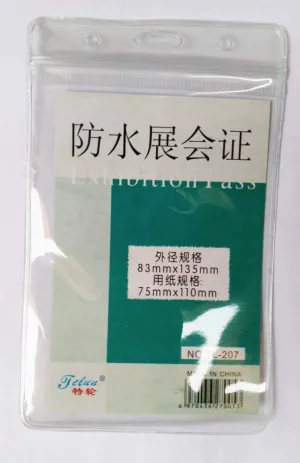 防水展会证
Exhibition Pass
外径规格
83mmx135mm
用纸规格:
75mmx110mm
-207
Telun®
特轮
IN CHINA